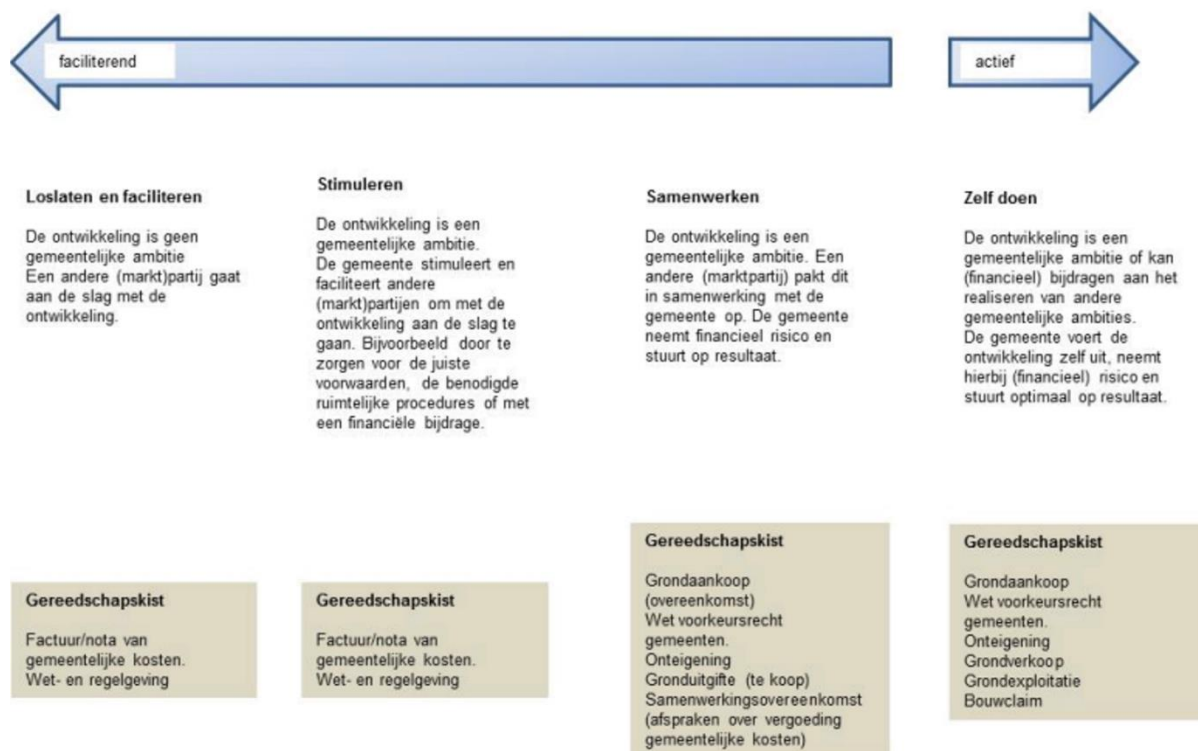 faciliterend
actief
Loslaten en faciliteren
De ontwikkeling is geen
gemeentelijke ambitie
Een andere (markt)partij gaat
aan de slag met de
ontwikkeling.
Stimuleren
De ontwikkeling is een
gemeentelijke ambitie.
De gemeente stimuleert en
faciliteert andere
(markt)partijen om met de
ontwikkeling aan de slag te
gaan. Bijvoorbeeld door te
zorgen voor de juiste
voorwaarden, de benodigde
ruimtelijke procedures of met
een financiële bijdrage.
Samenwerken
De ontwikkeling is een
gemeentelijke ambitie. Een
andere (marktpartij) pakt dit
in samenwerking met de
gemeente op. De gemeente
neemt financieel risico en
stuurt op resultaat.
Zelf doen
De ontwikkeling is een
gemeentelijke ambitie of kan
(financieel) bijdragen aan het
realiseren van andere
gemeentelijke ambities.
De gemeente voert de
ontwikkeling zelf uit, neemt
hierbij (financieel) risico en
stuurt optimaal op resultaat.
Gereedschapskist
Factuur/nota van
gemeentelijke kosten.
Wet- en regelgeving
Gereedschapskist
Factuur/nota van
gemeentelijke kosten.
Wet- en regelgeving
Gereedschapskist
Grondaankoop
(overeenkomst)
Wet voorkeursrecht
gemeenten.
Onteigening
Gronduitgifte (te koop)
Samenwerkingsovereenkomst
(afspraken over vergoeding
gemeentelijke kosten)
Gereedschapskist
Grondaankoop
Wet voorkeursrecht
gemeenten.
Onteigening
Grondverkoop
Grondexploitatie
Bouwclaim